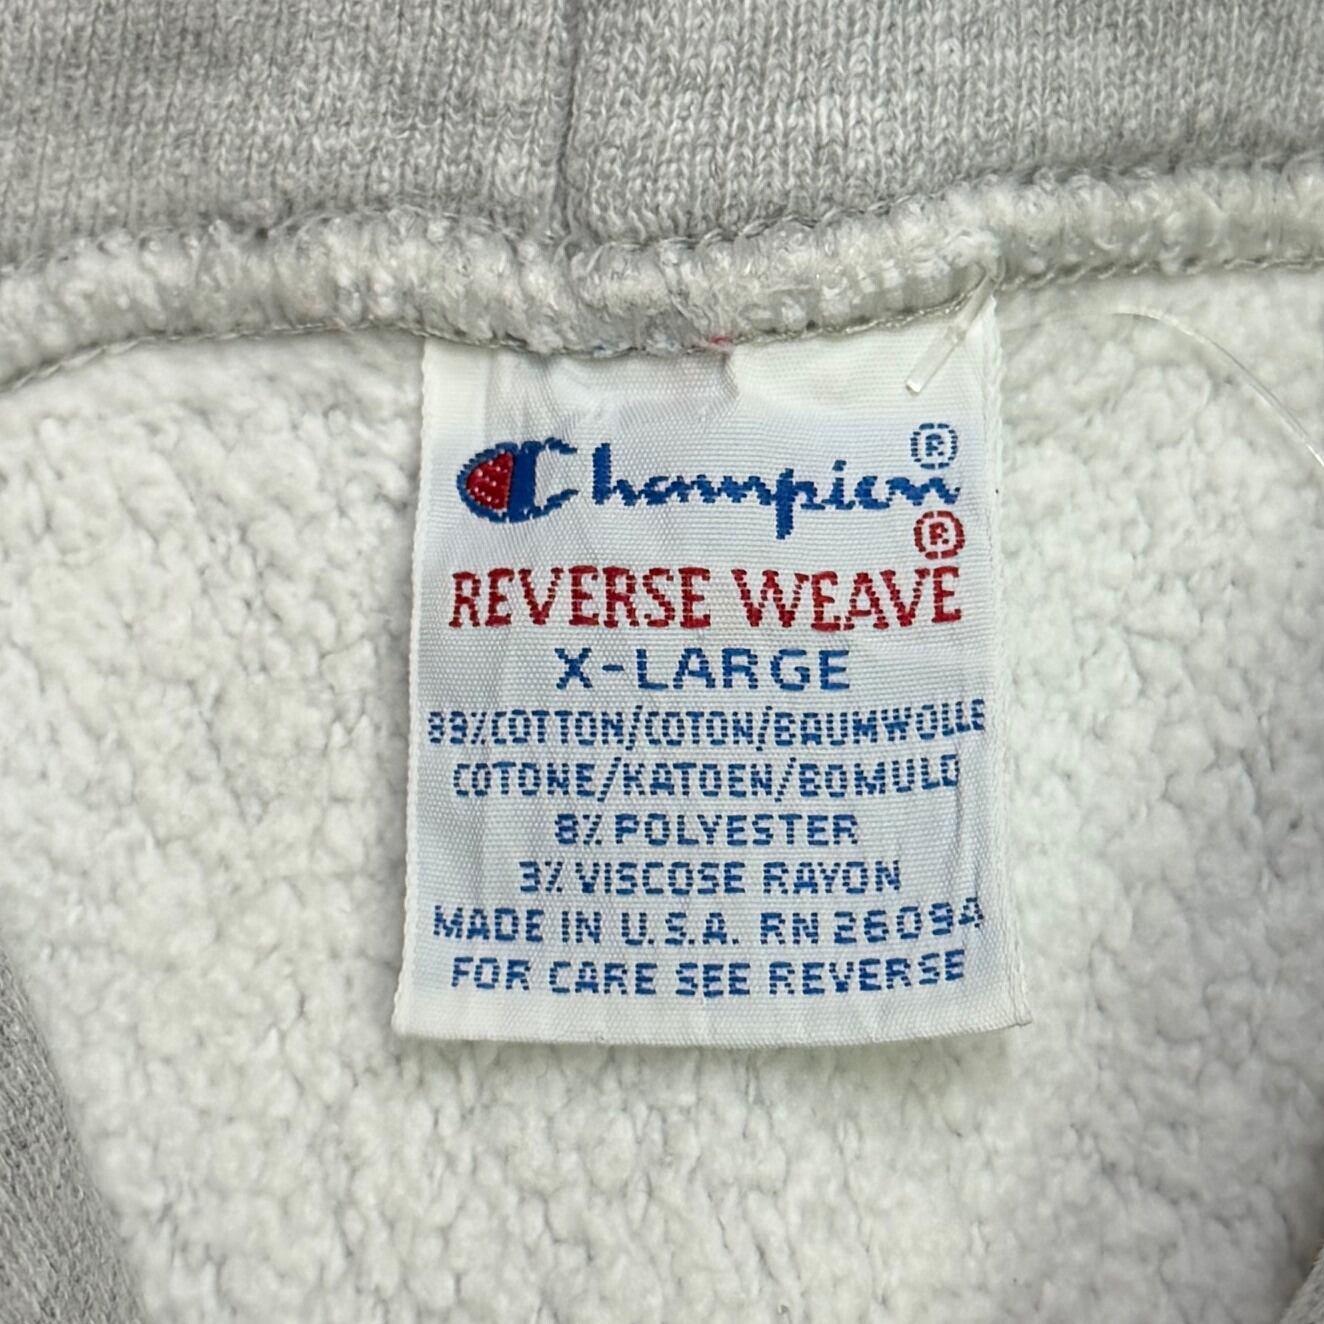 Champion®
®
REVERSE WEAVE
X-LARGE
89%COTTON/COTON/BAUMWOLLE
COTONE/KATOEN/BOMULD
8% POLYESTER
3% VISCOSE RAYON
MADE IN U.S.A. RN 26094
FOR CARE SEE REVERSE